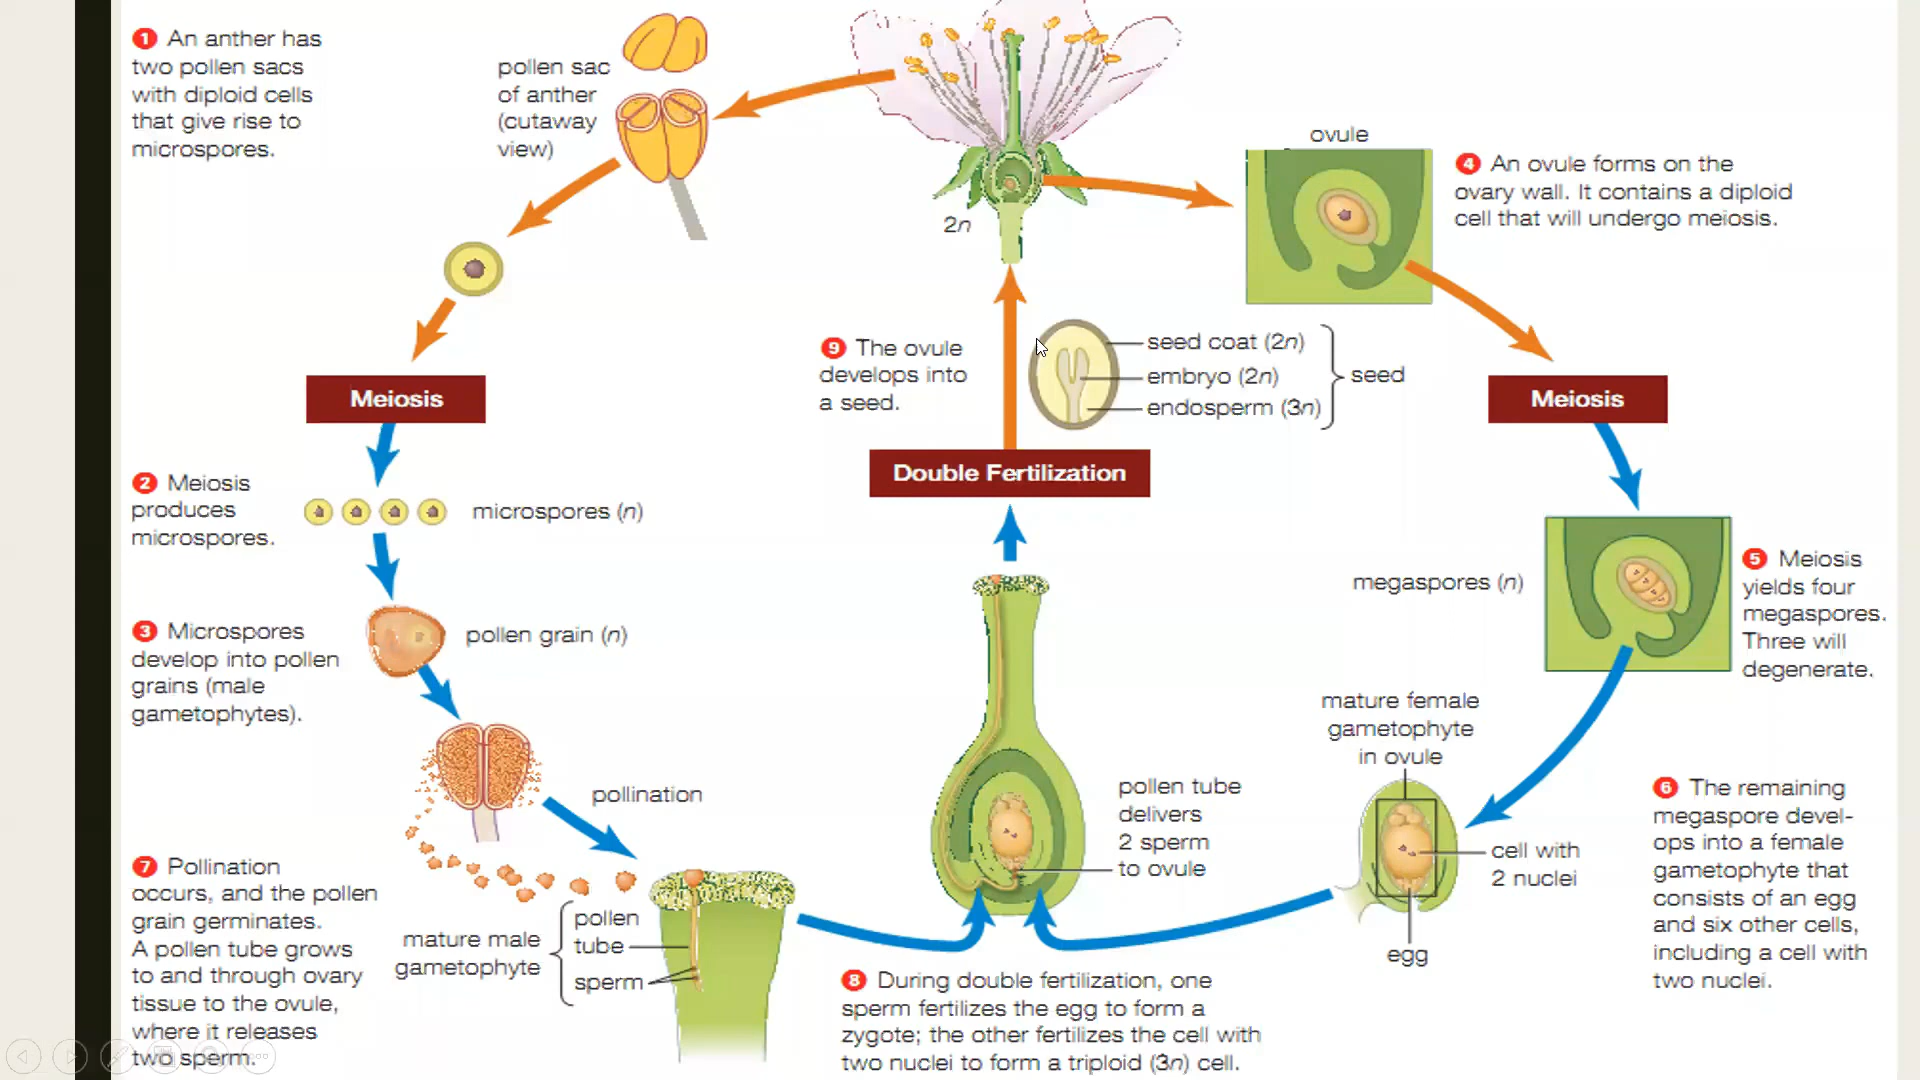 1 An anther has
two pollen sacs
with diploid cells
that give rise to
microspores.
pollen sac
of anther
(cutaway
view)
2n
ovule
4 An ovule forms on the
ovary wall. It contains a diploid
cell that will undergo meiosis.
9 The ovule
develops into
a seed.
seed coat (2n)
embryo (2n)
endosperm (3n)
seed
Meiosis
Double Fertilization
Meiosis
2 Meiosis
produces
microspores.
microspores (n)
3 Microspores
develop into pollen
grains (male
gametophytes).
pollen grain (n)
megaspores (n)
5 Meiosis
yields four
megaspores.
Three will
degenerate.
mature female
gametophyte
in ovule
pollination
pollen tube
delivers
2 sperm
to ovule
cell with
2 nuclei
egg
6 The remaining
megaspore devel-
ops into a female
gametophyte that
consists of an egg
and six other cells,
including a cell with
two nuclei.
7 Pollination
occurs, and the pollen
grain germinates.
A pollen tube grows
to and through ovary
tissue to the ovule,
where it releases
two sperm.
mature male
gametophyte
pollen
tube
sperm
8 During double fertilization, one
sperm fertilizes the egg to form a
zygote; the other fertilizes the cell with
two nuclei to form a triploid (3n) cell.